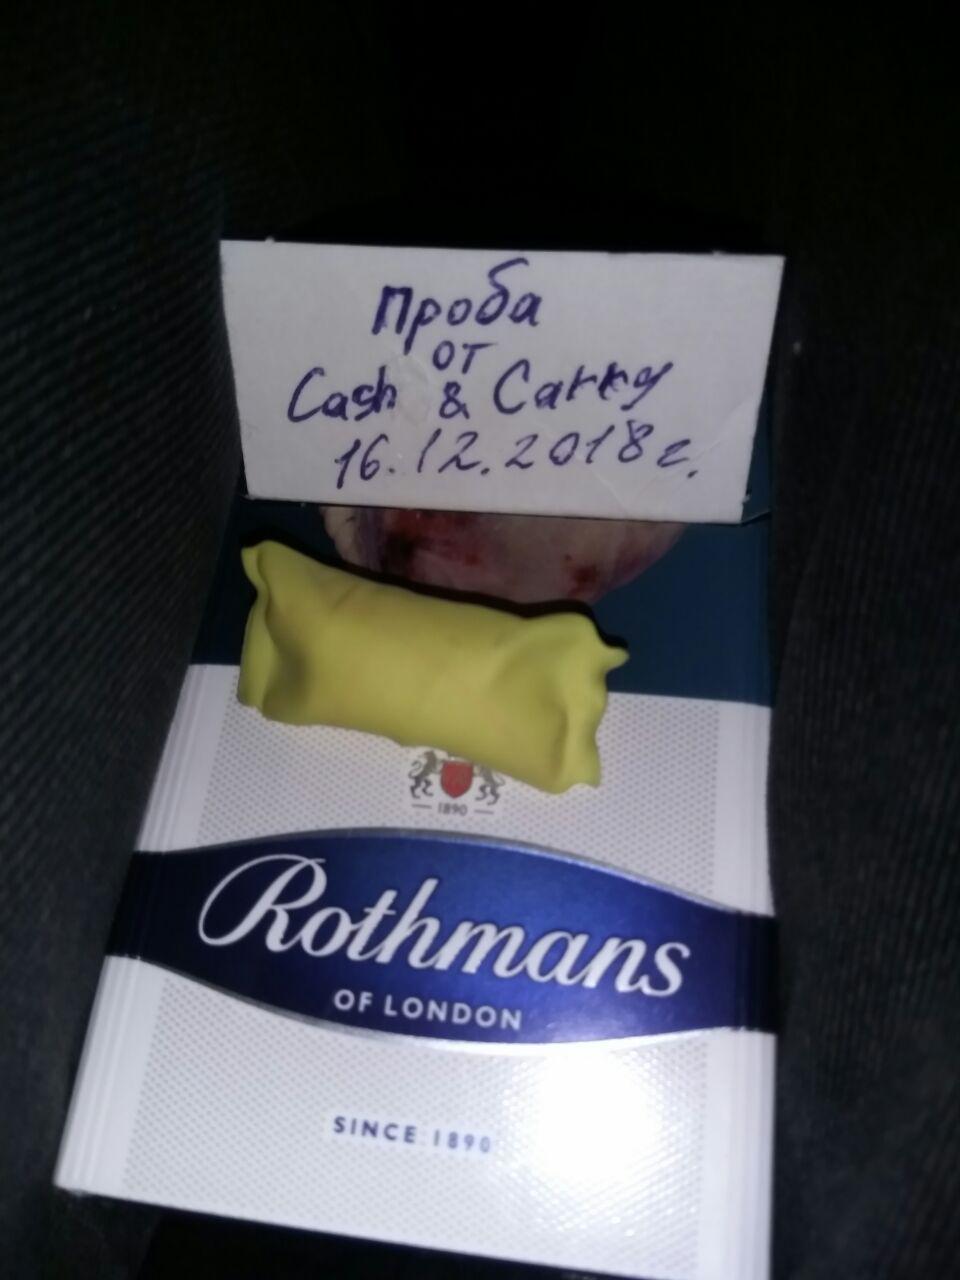 Проба
от
Cash & Carry
16.12.2018г.
1890
Rothmans
OF LONDON
SINCE 1890